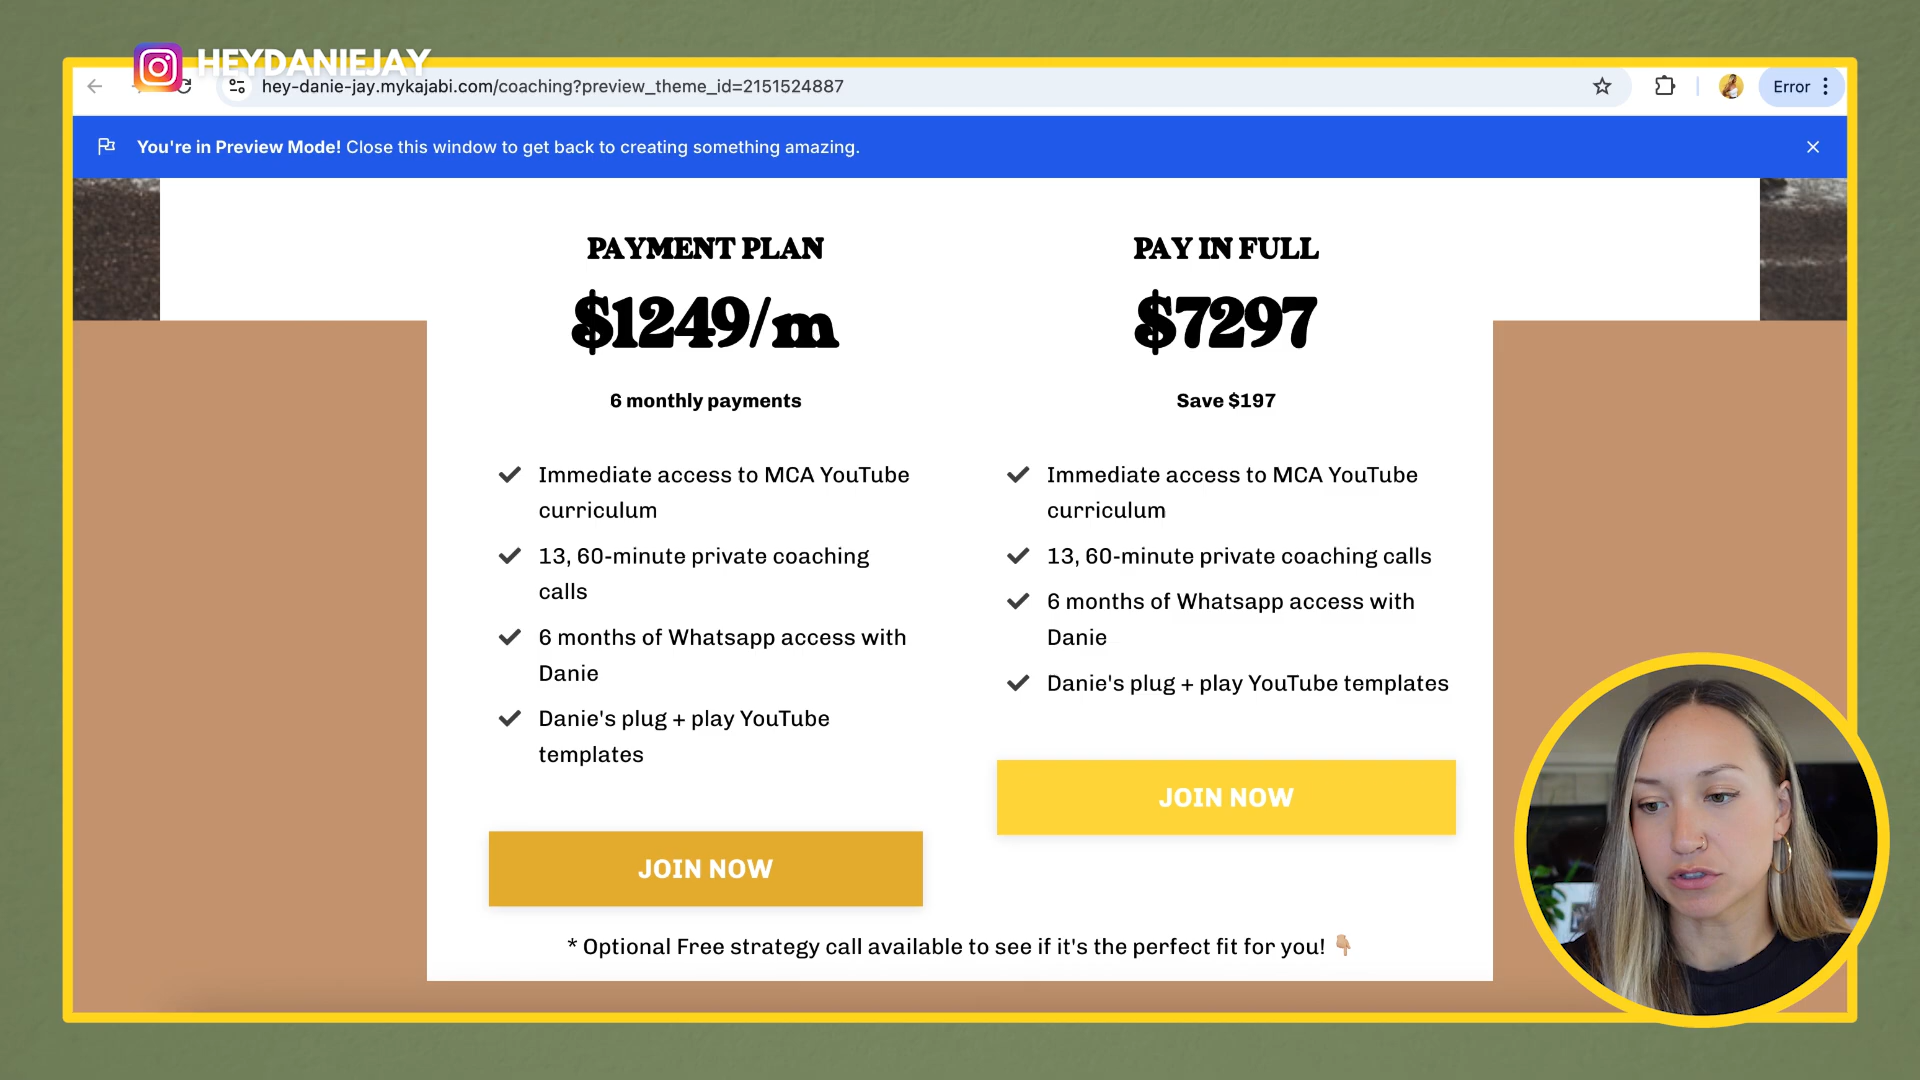 HEYDANIEJAY
hey-danie-jay.mykajabi.com/coaching?preview_theme_id=2151524887
Error
You're in Preview Mode! Close this window to get back to creating something amazing.
PAYMENT PLAN
$1249/m
6 monthly payments
Immediate access to MCA YouTube
curriculum
13, 60-minute private coaching
calls
6 months of Whatsapp access with
Danie
Danie's plug + play YouTube
templates
JOIN NOW
PAY IN FULL
$7297
Save $197
Immediate access to MCA YouTube
curriculum
13, 60-minute private coaching calls
6 months of Whatsapp access with
Danie
Danie's plug + play YouTube templates
JOIN NOW
* Optional Free strategy call available to see if it's the perfect fit for you! 👇🏼